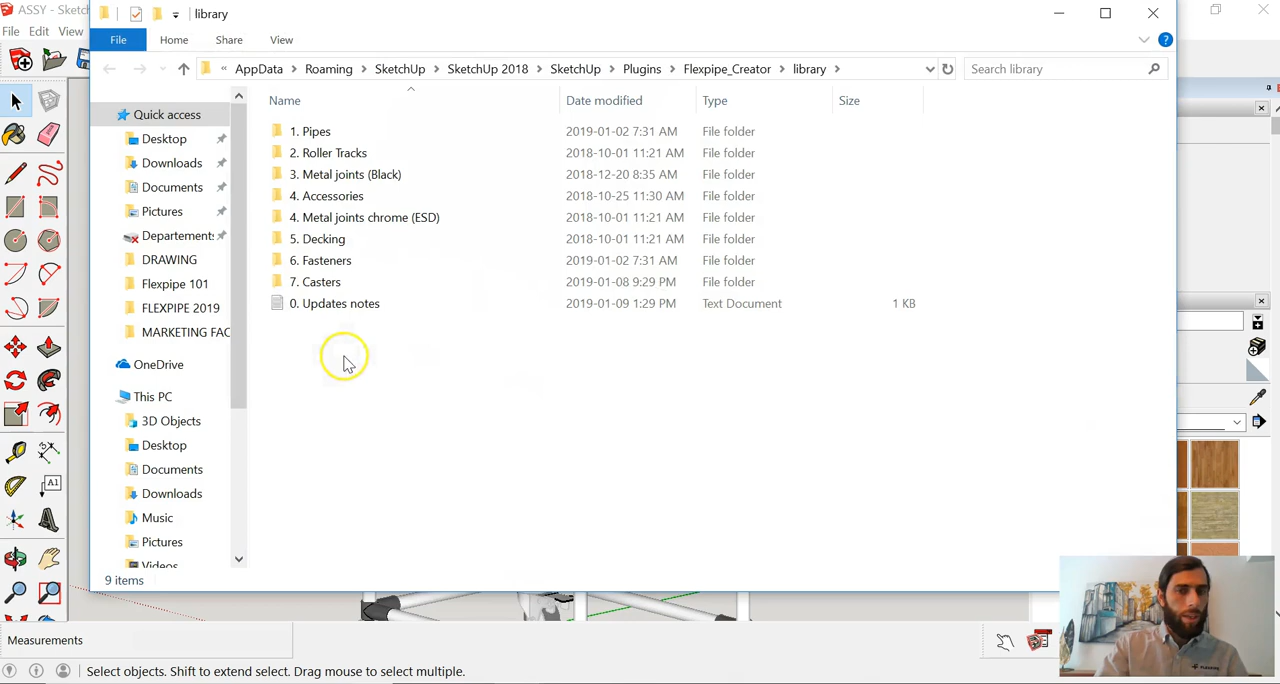 ASSY - Sketch
library
File Edit View
File Home Share View
« AppData > Roaming > SketchUp > SketchUp 2018 > SketchUp > Plugins > Flexpipe_Creator > library >
Search library
Name Date modified Type Size
Quick access
Desktop
Downloads
Documents
Pictures
Departements
DRAWING
Flexpipe 101
FLEXPIPE 2019
MARKETING FAC
OneDrive
This PC
3D Objects
Desktop
Documents
Downloads
Music
Pictures
Videos
1. Pipes 2019-01-02 7:31 AM File folder
2. Roller Tracks 2018-10-01 11:21 AM File folder
3. Metal joints (Black) 2018-12-20 8:35 AM File folder
4. Accessories 2018-10-25 11:30 AM File folder
4. Metal joints chrome (ESD) 2018-10-01 11:21 AM File folder
5. Decking 2018-10-01 11:21 AM File folder
6. Fasteners 2019-01-02 7:31 AM File folder
7. Casters 2019-01-08 9:29 PM File folder
0. Updates notes 2019-01-09 1:29 PM Text Document 1 KB
9 items
A1
Measurements
Select objects. Shift to extend select. Drag mouse to select multiple.
FLEXPIPE